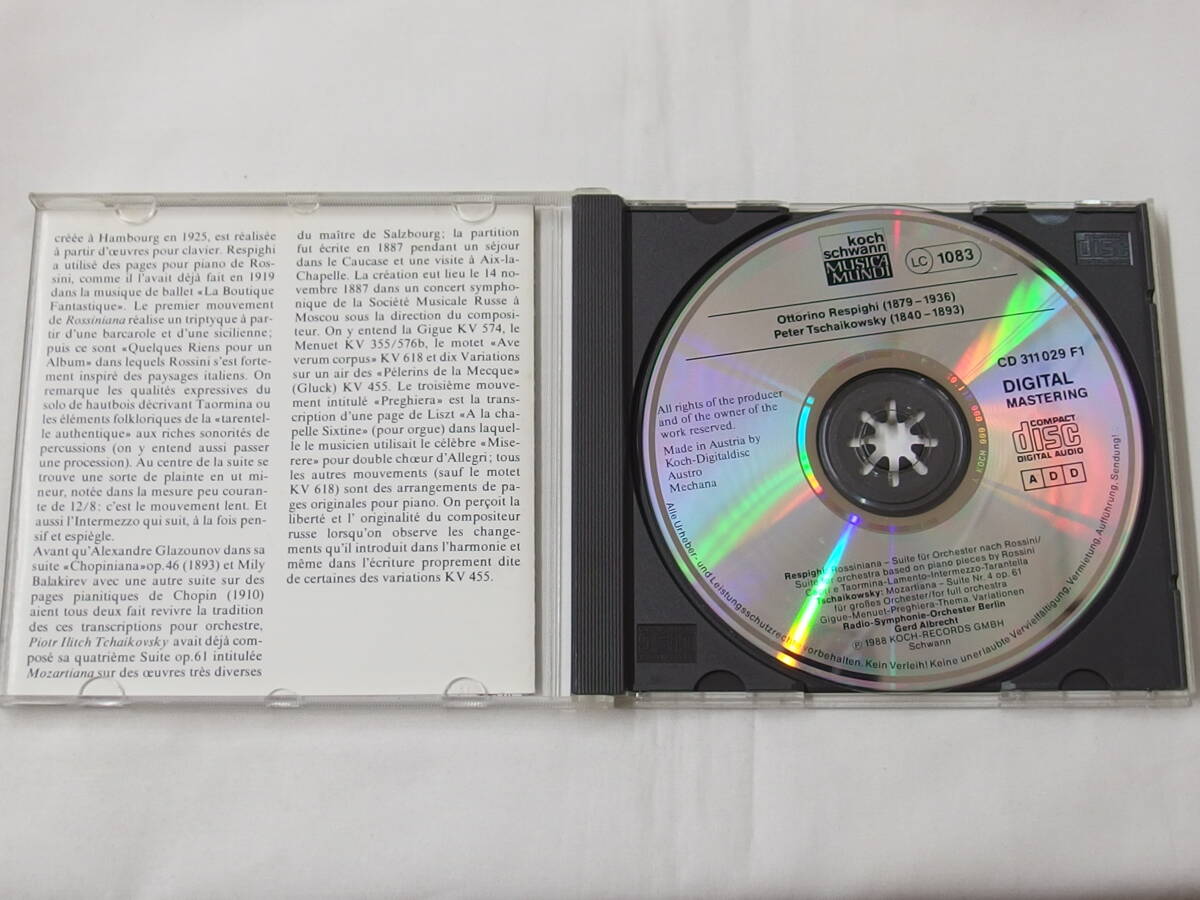 créée à Hambourg en 1925, est réalisée
à partir d'œuvres pour clavier. Respighi
a utilisé des pages pour piano de Ros-
sini, comme il l'avait déjà fait en 1919
dans la musique de ballet «La Boutique
Fantastique». Le premier mouvement
de Rossiniana réalise un triptyque à par-
tir d'une barcarole et d'une sicilienne;
puis ce sont «Quelques Riens pour un
Album» dans lequels Rossini s'est forte-
ment inspiré des paysages italiens. On
remarque les qualités expressives du
solo de hautbois décrivant Taormina ou
les éléments folkloriques de la «tarentel-
le authentique» aux riches sonorités de
percussions (on y entend aussi passer
une procession). Au centre de la suite se
trouve une sorte de plainte en ut mi-
neur, notée dans la mesure peu couran-
te de 12/8: c'est le mouvement lent. Et
aussi l'Intermezzo qui suit, à la fois pen-
sif et espiègle.
Avant qu'Alexandre Glazounov dans sa
suite «Chopiniana»op.46 (1893) et Mily
Balakirev avec une autre suite sur des
pages pianitiques de Chopin (1910)
aient tous deux fait revivre la tradition
des ces transcriptions pour orchestre,
Piotr Ilitch Tchaïkovsky avait déjà com-
posé sa quatrième Suite op.61 intitulée
Mozartiana sur des œuvres très diverses
du maître de Salzbourg; la partition
fut écrite en 1887 pendant un séjour
dans le Caucase et une visite à Aix-la-
Chapelle. La création eut lieu le 14 no-
vembre 1887 dans un concert sympho-
nique de la Société Musicale Russe à
Moscou sous la direction du composi-
teur. On y entend la Gigue KV 574, le
Menuet KV 355/576b, le motet «Ave
verum corpus» KV 618 et dix Variations
sur un air des «Pèlerins de la Mecque»
(Gluck) KV 455. Le troisième mouve-
ment intitulé «Preghiera» est la trans-
cription d'une page de Liszt «A la cha-
pelle Sixtine» (pour orgue) dans laquel-
le le musicien utilisait le célèbre «Mise-
rere» pour double chœur d'Allegri; tous
les autres mouvements (sauf le motet
KV 618) sont des arrangements de pa-
ges originales pour piano. On perçoit la
liberté et l' originalité du compositeur
russe lorsqu'on observe les change-
ments qu'il introduit dans l'harmonie et
même dans l'écriture proprement dite
de certaines des variations KV 455.
koch
schwann
MUSICA
MUNDI
LC 1083
Ottorino Respighi (1879-1936)
Peter Tschaikowsky (1840-1893)
CD 311 029 F1
DIGITAL
MASTERING
COMPACT
disc
DIGITAL AUDIO
A D D
All rights of the producer
and of the owner of the
work reserved.
Made in Austria by
Koch-Digitaldisc
Austro
Mechana
Respighi: Rossiniana – Suite für Orchester nach Rossini/
Suite for orchestra based on piano pieces by Rossini
Capri e Taormina-Lamento-Intermezzo-Tarantella
Tschaikowsky: Mozartiana – Suite Nr. 4 op. 61
für großes Orchester/for full orchestra
Gigue-Menuet-Preghiera-Thema. Variationen
Radio-Symphonie-Orchester Berlin
Gerd Albrecht
℗ 1988 KOCH-RECORDS GMBH
Schwann
Alle Urheber- und Leistungsschutzrechte vorbehallen. Kein Verleih! Keine unerlaubte Vervielfältigung, Vermietung, Aufführung, Sendung!
disc